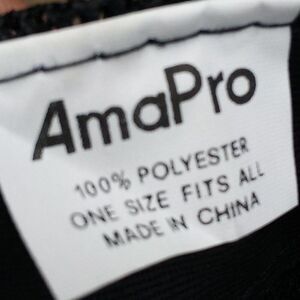 AmaPro
100% POLYESTER
ONE SIZE FITS ALL
MADE IN CHINA